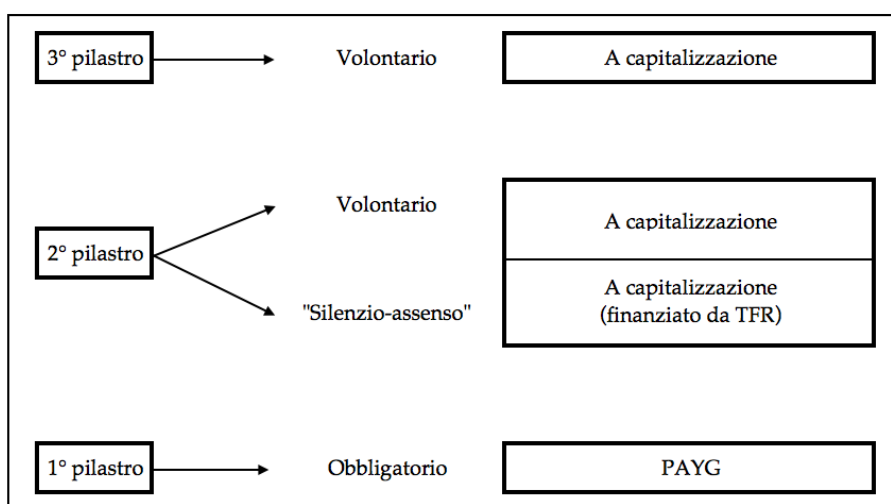 3° pilastro Volontario A capitalizzazione
Volontario A capitalizzazione
2° pilastro
"Silenzio-assenso" A capitalizzazione
(finanziato da TFR)
1° pilastro Obbligatorio PAYG